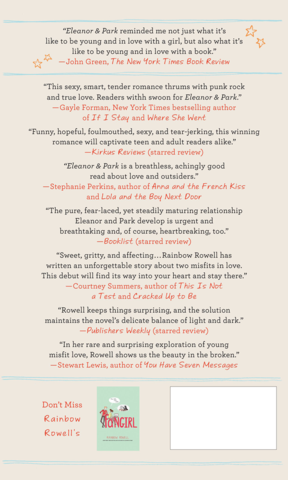 “Eleanor & Park reminded me not just what it's
like to be young and in love with a girl, but also what it's
like to be young and in love with a book.”
—John Green, The New York Times Book Review
“This sexy, smart, tender romance thrums with punk rock
and true love. Readers withh swoon for Eleanor & Park.”
—Gayle Forman, New York Times bestselling author
of If I Stay and Where She Went
“Funny, hopeful, foulmouthed, sexy, and tear-jerking, this winning
romance will captivate teen and adult readers alike.”
—Kirkus Reviews (starred review)
“Eleanor & Park is a breathless, achingly good
read about love and outsiders.”
—Stephanie Perkins, author of Anna and the French Kiss
and Lola and the Boy Next Door
“The pure, fear-laced, yet steadily maturing relationship
Eleanor and Park develop is urgent and
breathtaking and, of course, heartbreaking, too.”
—Booklist (starred review)
“Sweet, gritty, and affecting...Rainbow Rowell has
written an unforgettable story about two misfits in love.
This debut will find its way into your heart and stay there.”
—Courtney Summers, author of This Is Not
a Test and Cracked Up to Be
“Rowell keeps things surprising, and the solution
maintains the novel's delicate balance of light and dark.”
—Publishers Weekly (starred review)
“In her rare and surprising exploration of young
misfit love, Rowell shows us the beauty in the broken.”
—Stewart Lewis, author of You Have Seven Messages
Don't Miss
Rainbow
Rowell's
FANGIRL